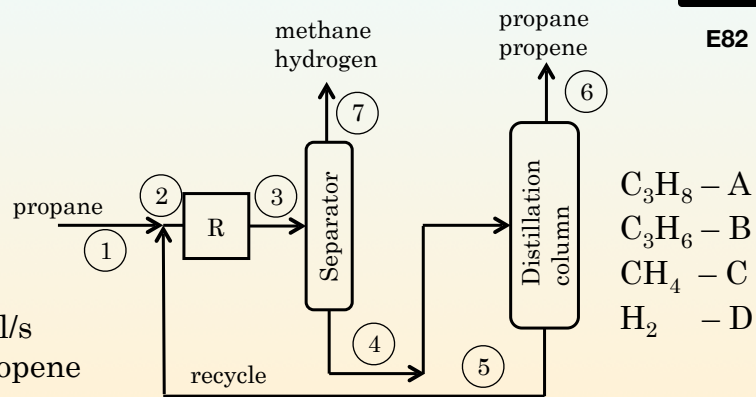 E82
methane
hydrogen
7
propane
propene
6
propane
1
2
R
3
Separator
4
Distillation
column
5
recycle
C₃H₈ – A
C₃H₆ – B
CH₄ – C
H₂ – D
l/s
opene